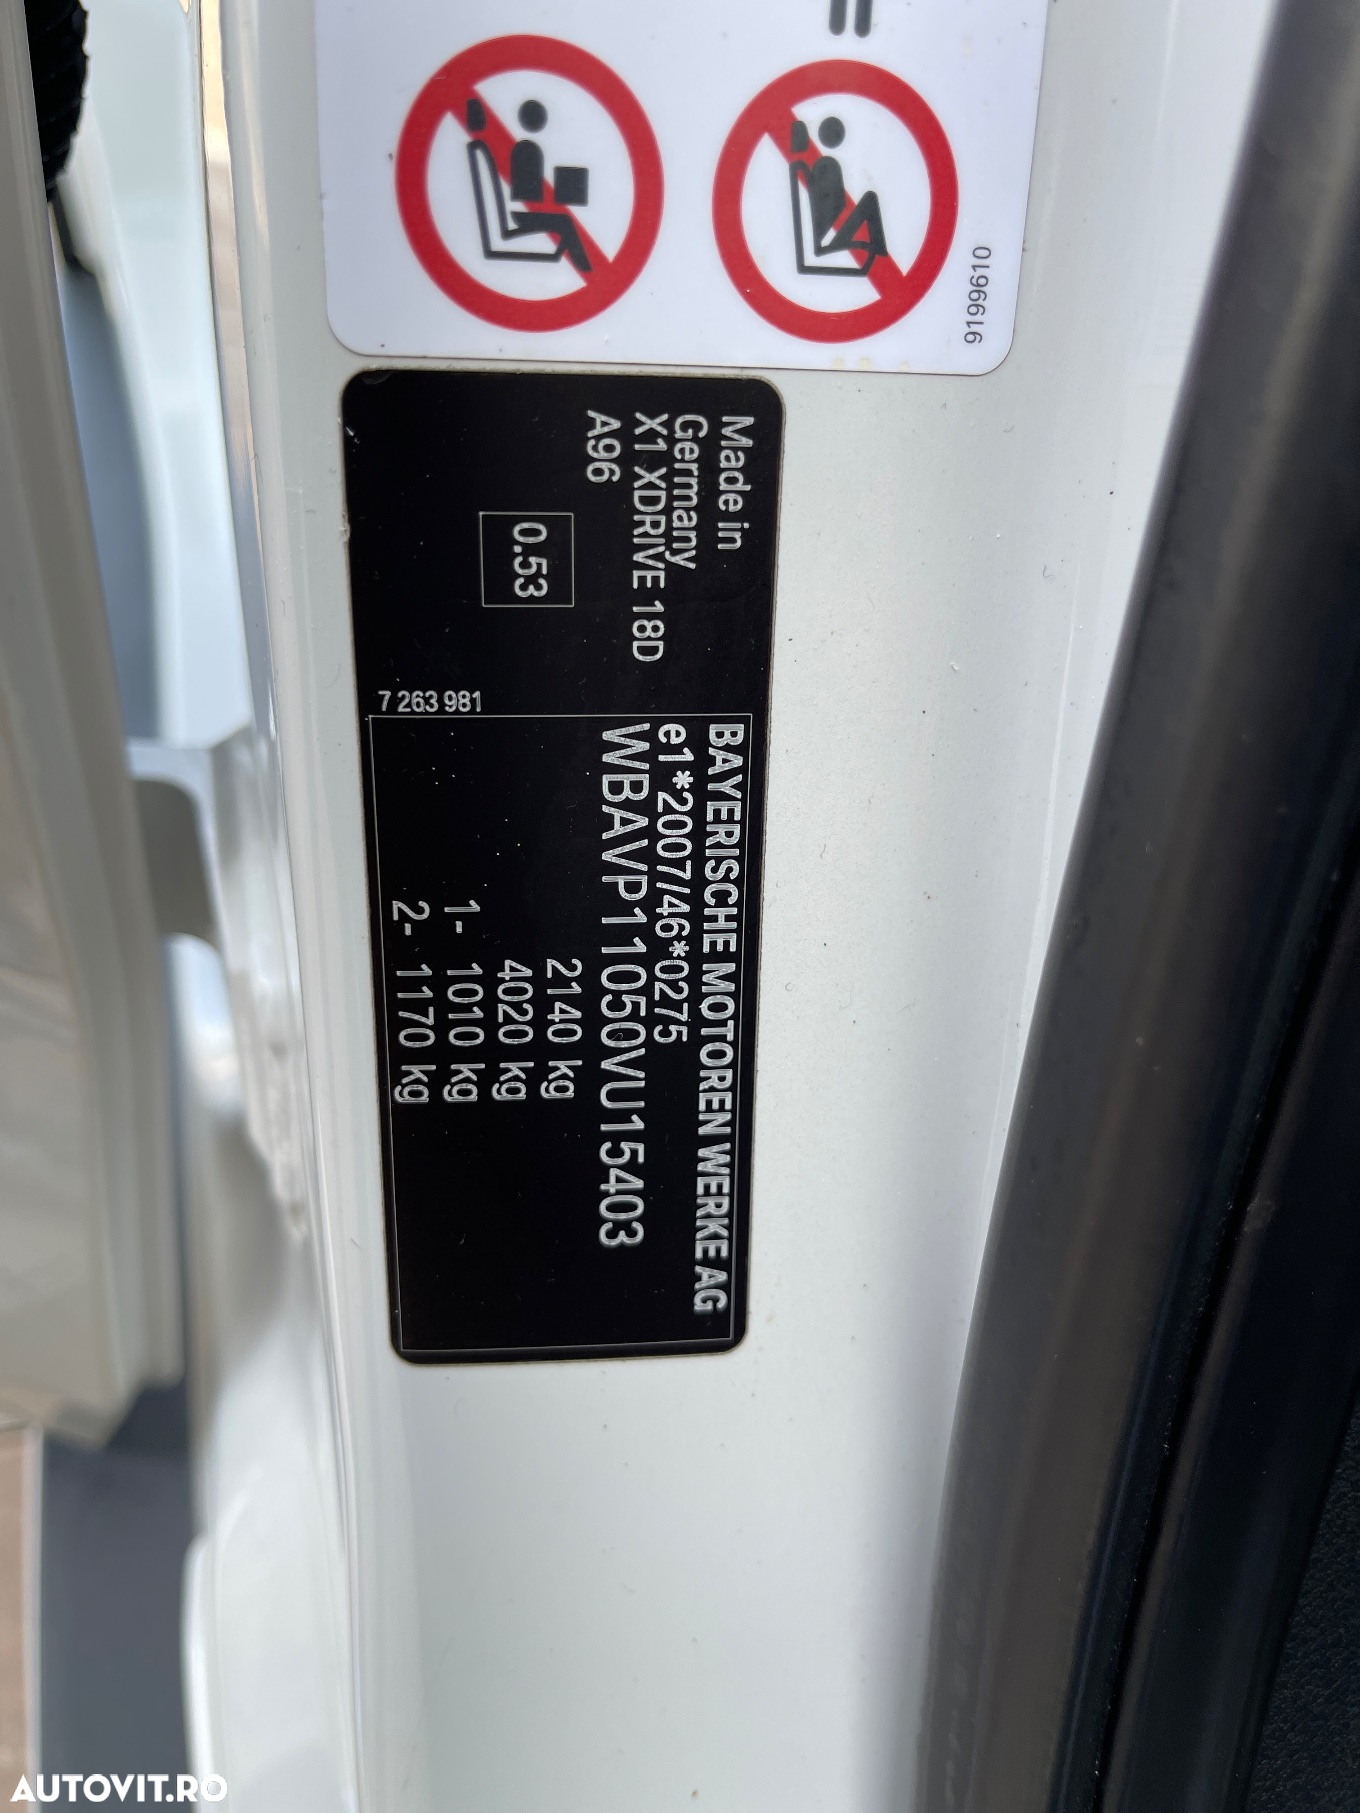 9199610
Made in
Germany
X1 XDRIVE 18D
A96
0.53
7 263 981
BAYERISCHE MOTOREN WERKE AG
e1*2007/46*0275
WBAVP11050VU15403
2140 kg
4020 kg
1- 1010 kg
2- 1170 kg
AUTOVIT.RO